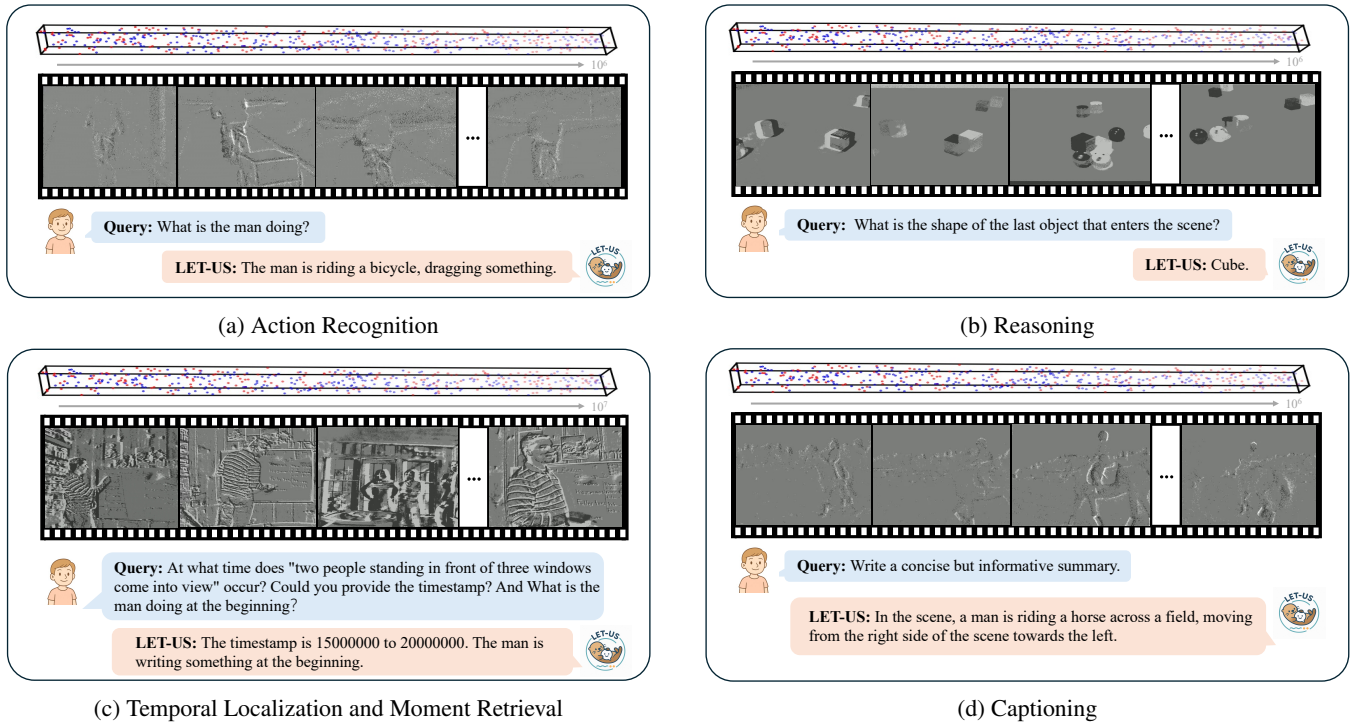 10⁶
...
Query: What is the man doing?
LET-US
LET-US: The man is riding a bicycle, dragging something.
(a) Action Recognition
10⁶
...
Query: What is the shape of the last object that enters the scene?
LET-US
LET-US: Cube.
(b) Reasoning
10⁷
...
Query: At what time does "two people standing in front of three windows
come into view" occur? Could you provide the timestamp? And What is the
man doing at the beginning?
LET-US
LET-US: The timestamp is 15000000 to 20000000. The man is
writing something at the beginning.
(c) Temporal Localization and Moment Retrieval
10⁶
...
Query: Write a concise but informative summary.
LET-US
LET-US: In the scene, a man is riding a horse across a field, moving
from the right side of the scene towards the left.
(d) Captioning